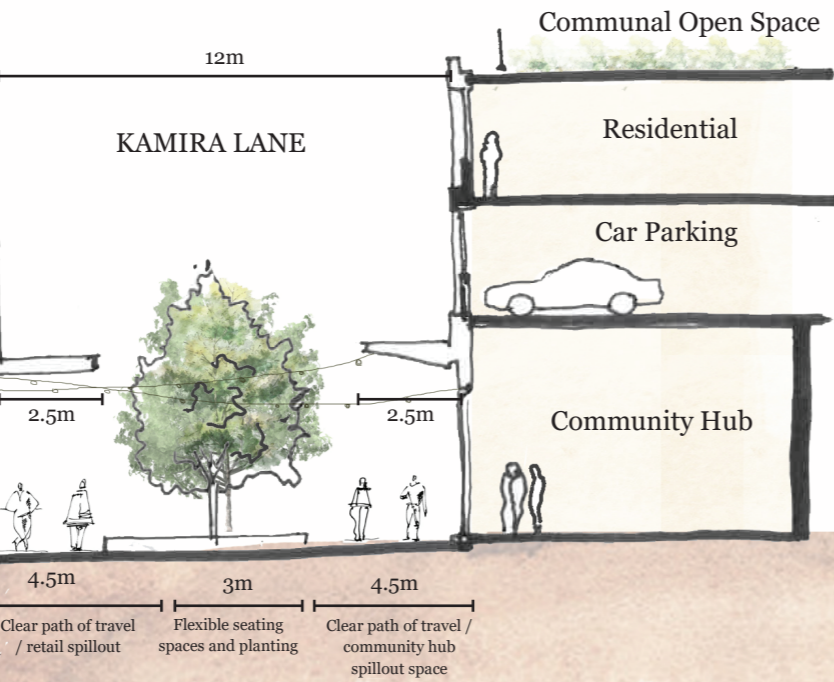 Communal Open Space
12m
KAMIRA LANE
Residential
Car Parking
2.5m
2.5m
Community Hub
4.5m
3m
4.5m
Clear path of travel
/ retail spillout
Flexible seating
spaces and planting
Clear path of travel /
community hub
spillout space